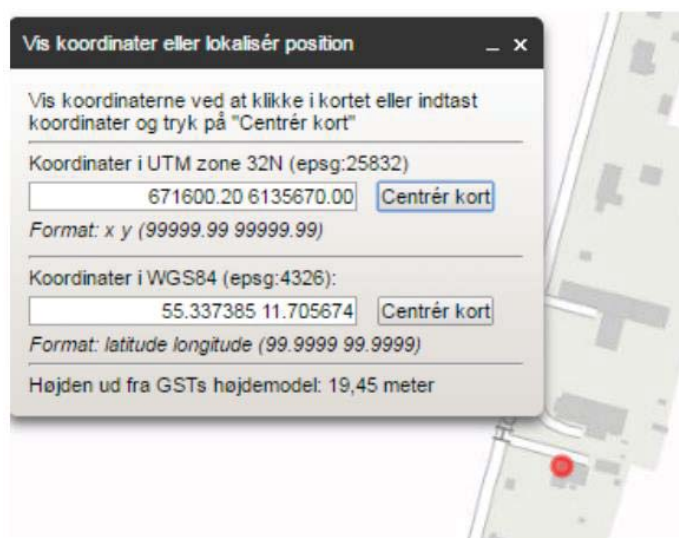 Vis koordinater eller lokalisér position
Vis koordinaterne ved at klikke i kortet eller indtast
koordinater og tryk på "Centrér kort"
Koordinater i UTM zone 32N (epsg:25832)
671600.20 6135670.00 Centrér kort
Format: x y (99999.99 99999.99)
Koordinater i WGS84 (epsg:4326):
55.337385 11.705674 Centrér kort
Format: latitude longitude (99.9999 99.9999)
Højden ud fra GSTs højdemodel: 19,45 meter